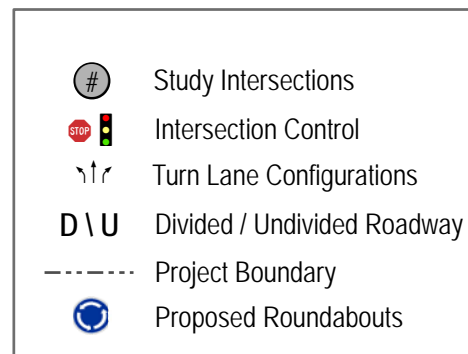 # Study Intersections
STOP Intersection Control
Turn Lane Configurations
D \ U Divided / Undivided Roadway
Project Boundary
Proposed Roundabouts